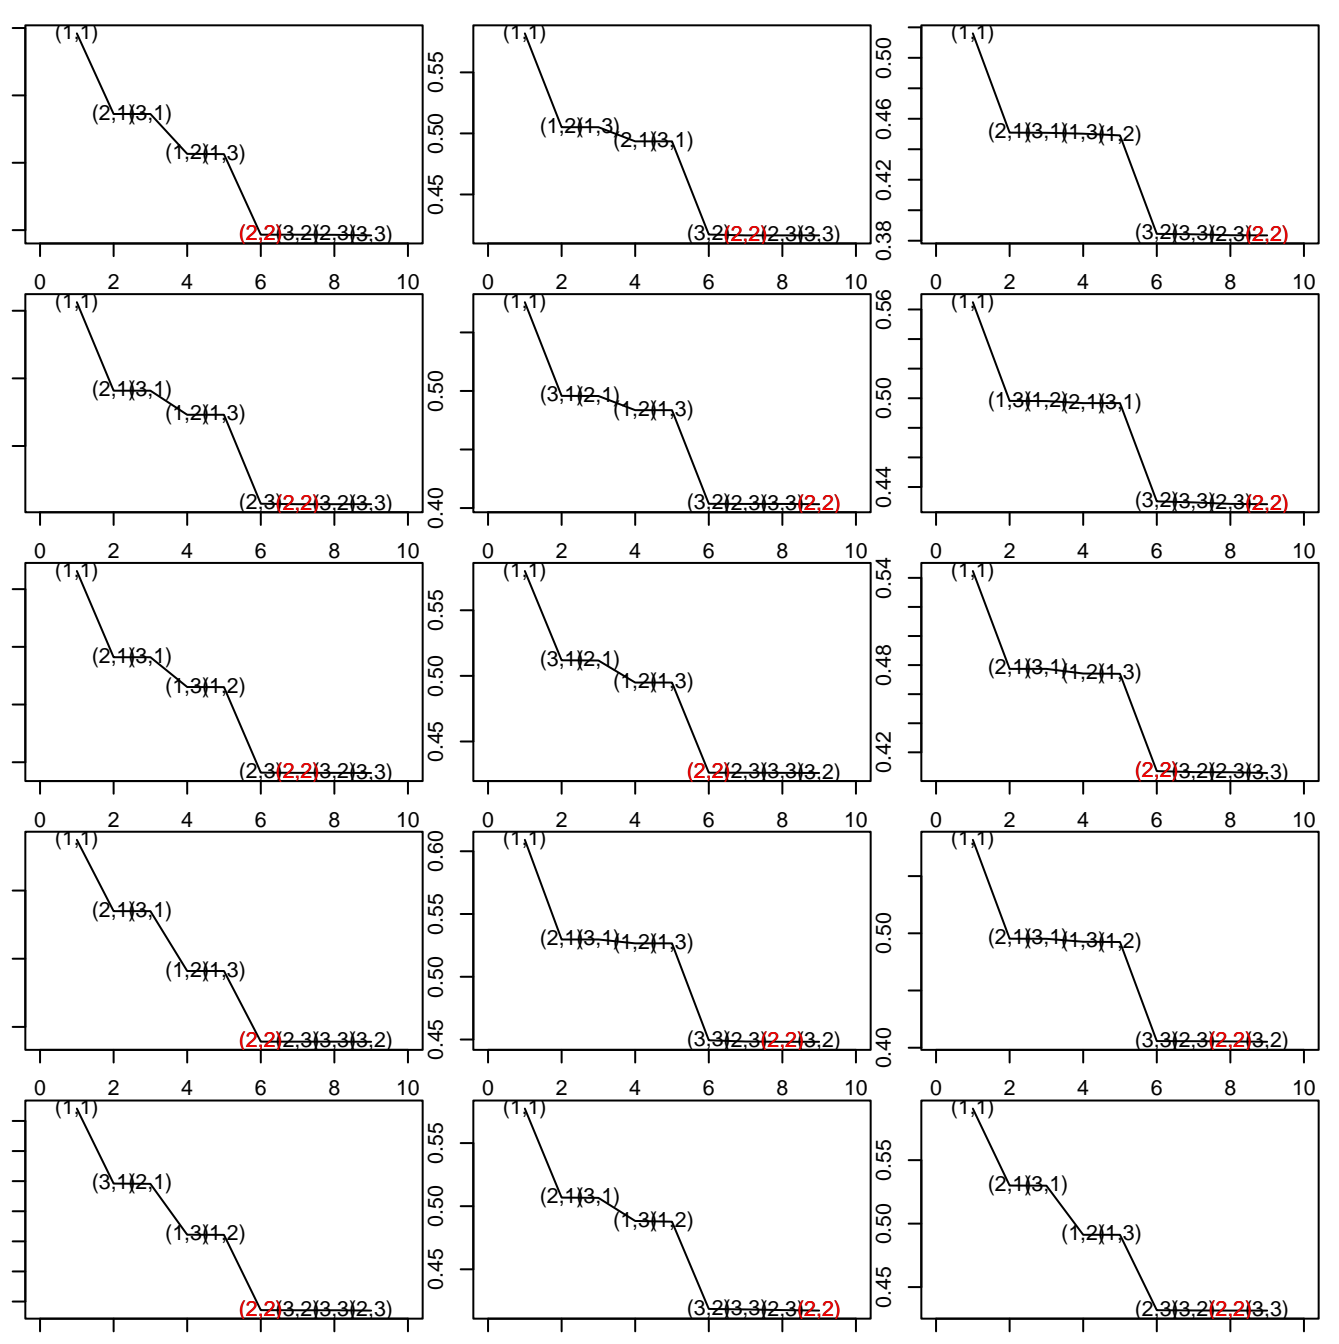 (1,1) (2,1) (3,1) (1,2) (1,3) (2,2) (3,2) (2,3) (3,3)
0.45 0.50 0.55
(1,1) (1,2) (1,3) (2,1) (3,1) (3,2) (2,2) (2,3) (3,3)
0.38 0.42 0.46 0.50
(1,1) (2,1) (3,1) (1,3) (1,2) (3,2) (3,3) (2,3) (2,2)
0 2 4 6 8 10
0 2 4 6 8 10
0 2 4 6 8 10
(1,1) (2,1) (3,1) (1,2) (1,3) (2,3) (2,2) (3,2) (3,3)
0.40 0.50
(1,1) (3,1) (2,1) (1,2) (1,3) (3,2) (2,3) (3,3) (2,2)
0.44 0.50 0.56
(1,1) (1,3) (1,2) (2,1) (3,1) (3,2) (3,3) (2,3) (2,2)
0 2 4 6 8 10
0 2 4 6 8 10
0 2 4 6 8 10
(1,1) (2,1) (3,1) (1,3) (1,2) (2,3) (2,2) (3,2) (3,3)
0.45 0.50 0.55
(1,1) (3,1) (2,1) (1,2) (1,3) (2,2) (2,3) (3,3) (3,2)
0.42 0.48 0.54
(1,1) (2,1) (3,1) (1,2) (1,3) (2,2) (3,2) (2,3) (3,3)
0 2 4 6 8 10
0 2 4 6 8 10
0 2 4 6 8 10
(1,1) (2,1) (3,1) (1,2) (1,3) (2,2) (2,3) (3,3) (3,2)
0.45 0.50 0.55 0.60
(1,1) (2,1) (3,1) (1,2) (1,3) (3,3) (2,3) (2,2) (3,2)
0.40 0.50
(1,1) (2,1) (3,1) (1,3) (1,2) (3,3) (2,3) (2,2) (3,2)
0 2 4 6 8 10
0 2 4 6 8 10
0 2 4 6 8 10
(1,1) (3,1) (2,1) (1,3) (1,2) (2,2) (3,2) (3,3) (2,3)
0.45 0.50 0.55
(1,1) (2,1) (3,1) (1,3) (1,2) (3,2) (3,3) (2,3) (2,2)
0.45 0.50 0.55
(1,1) (2,1) (3,1) (1,2) (1,3) (2,3) (3,2) (2,2) (3,3)